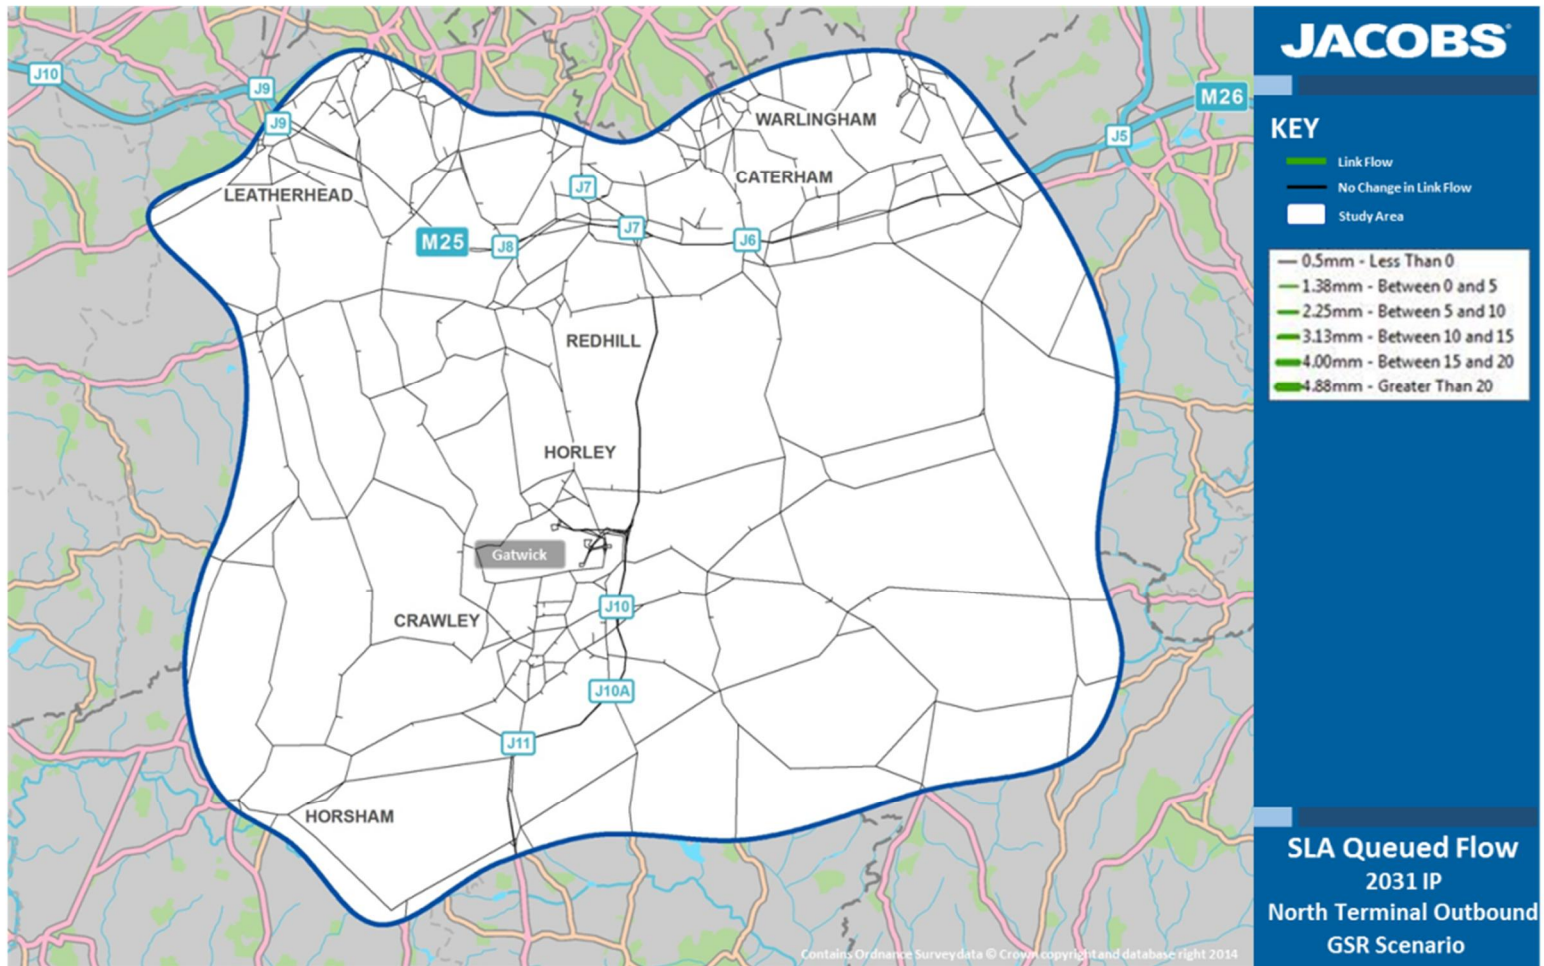 J10
J9
J9
LEATHERHEAD
M25
J8
J7
J7
WARLINGHAM
CATERHAM
J6
J5
M26
REDHILL
HORLEY
Gatwick
CRAWLEY
J10
J10A
J11
HORSHAM
Contains Ordnance Survey data © Crown copyright and database right 2014
JACOBS
KEY
Link Flow
No Change in Link Flow
Study Area
0.5mm - Less Than 0
1.38mm - Between 0 and 5
2.25mm - Between 5 and 10
3.13mm - Between 10 and 15
4.00mm - Between 15 and 20
4.88mm - Greater Than 20
SLA Queued Flow
2031 IP
North Terminal Outbound
GSR Scenario